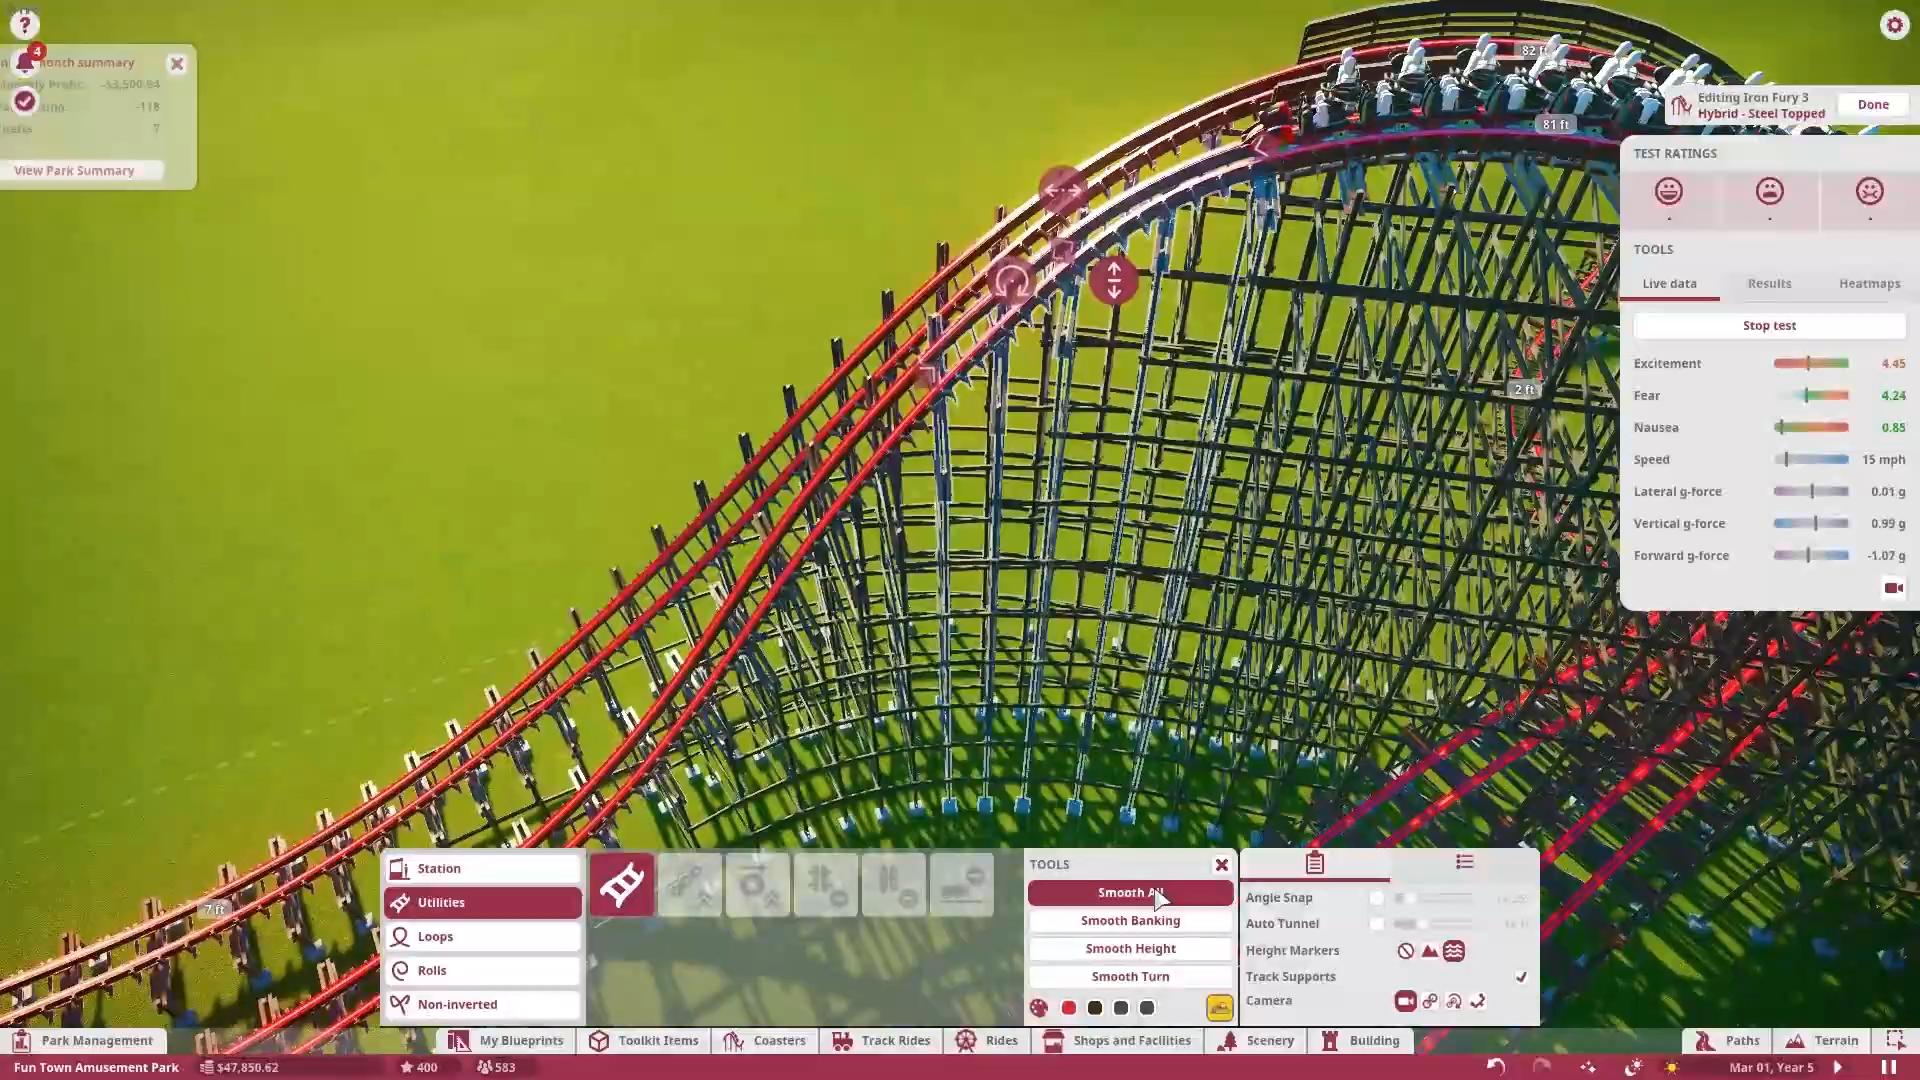 ?
4
month summary
-$3,500.94
-118
7
View Park Summary
82 ft
81 ft
2 ft
7 ft
Editing Iron Fury 3
Hybrid - Steel Topped
Done
TEST RATINGS
- - -
TOOLS
Live data Results Heatmaps
Stop test
Excitement 4.45
Fear 4.24
Nausea 0.85
Speed 15 mph
Lateral g-force 0.01 g
Vertical g-force 0.99 g
Forward g-force -1.07 g
Station
Utilities
Loops
Rolls
Non-inverted
TOOLS
Smooth All
Smooth Banking
Smooth Height
Smooth Turn
Angle Snap
Auto Tunnel
Height Markers
Track Supports
Camera
Park Management My Blueprints Toolkit Items Coasters Track Rides Rides Shops and Facilities Scenery Building Paths Terrain
Fun Town Amusement Park $47,850.62 400 583 Mar 01, Year 5